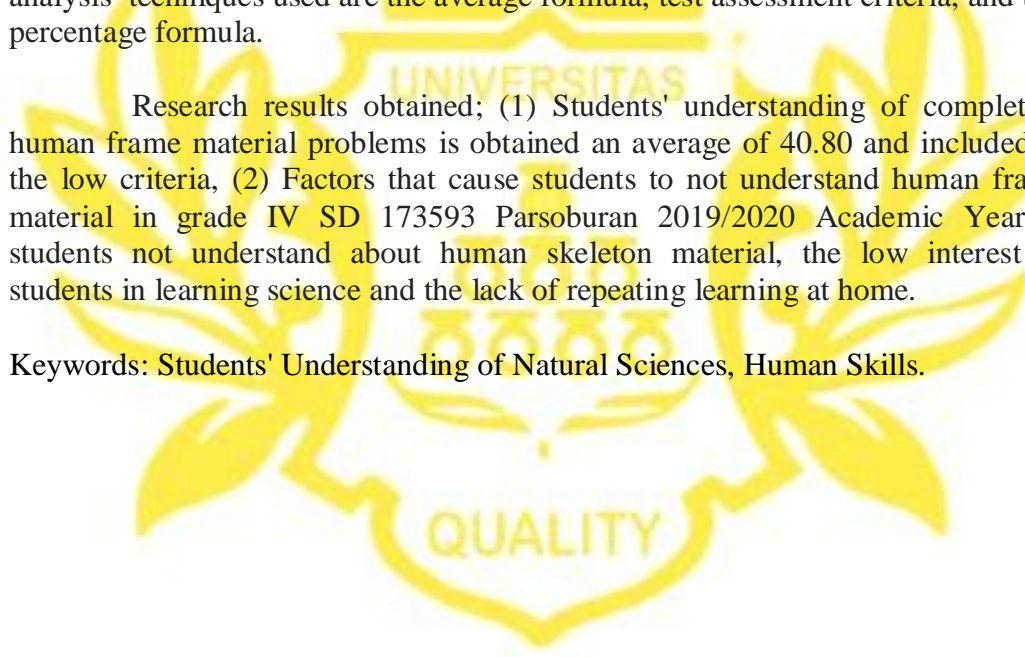 analysis techniques used are the average formula, test assessment criteria, and
percentage formula.
UNIVERSITAS
Research results obtained; (1) Students' understanding of complet
human frame material problems is obtained an average of 40.80 and included
the low criteria, (2) Factors that cause students to not understand human fra
material in grade IV SD 173593 Parsoburan 2019/2020 Academic Year
students not understand about human skeleton material, the low interest
students in learning science and the lack of repeating learning at home.
Keywords: Students' Understanding of Natural Sciences, Human Skills.
QUALITY